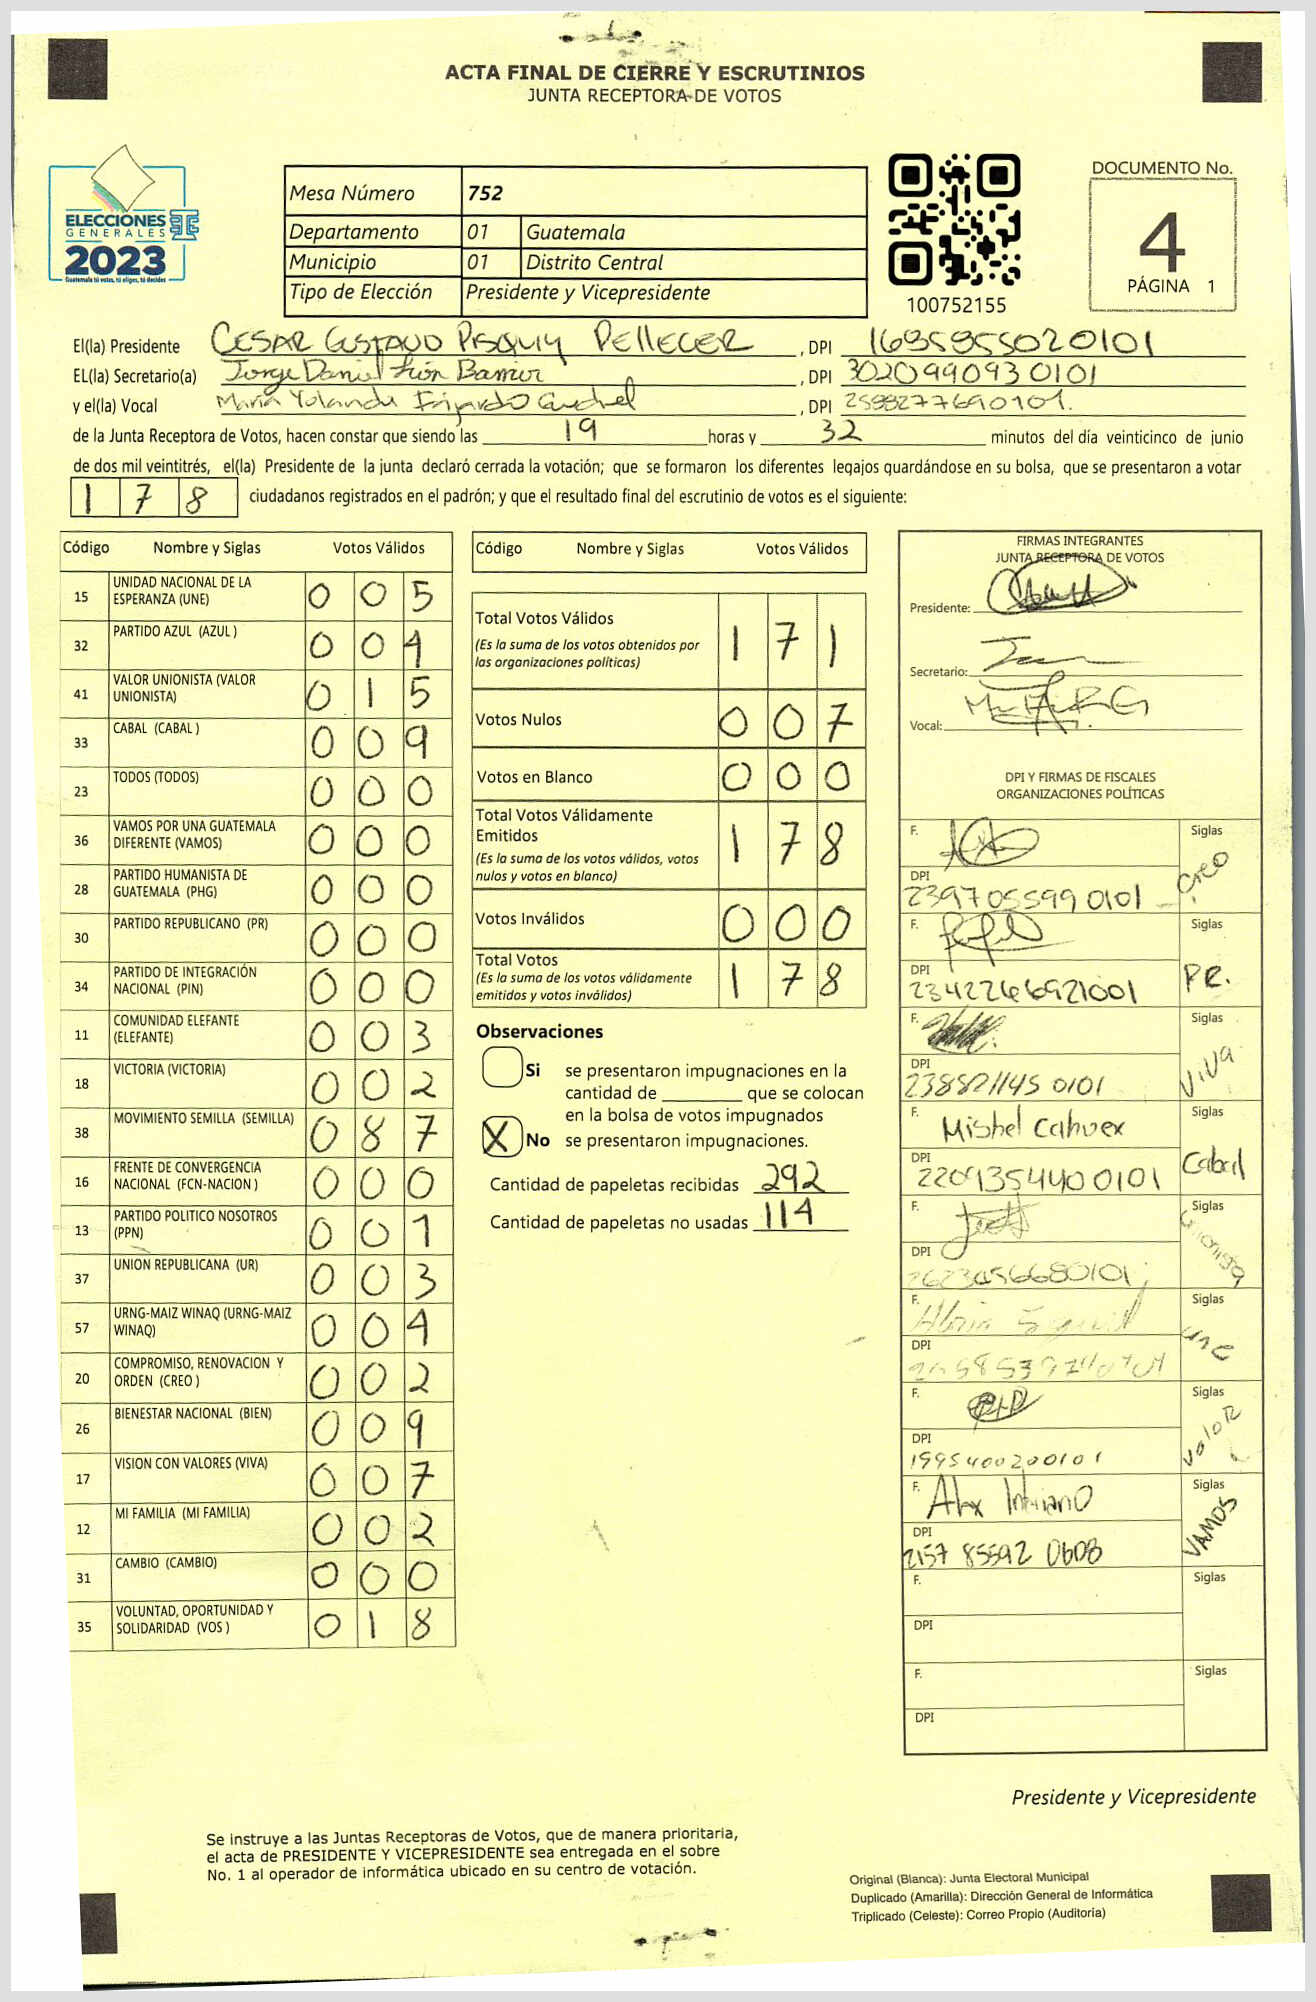 ACTA FINAL DE CIERRE Y ESCRUTINIOS
JUNTA RECEPTORA DE VOTOS
ELECCIONES
GENERALES
2023
Guatemala tú votas, tú eliges, tú decides
Mesa Número 752
Departamento 01 Guatemala
Municipio 01 Distrito Central
Tipo de Elección Presidente y Vicepresidente
100752155
DOCUMENTO No.
4
PÁGINA 1
El(la) Presidente CESAR GUSTAVO PISQUIY PELLECER, DPI 1695955020101
EL(la) Secretario(a) Jorge Daniel, DPI 3020990930101
y el(la) Vocal Maria Yolanda Fajardo, DPI 2598277690101.
de la Junta Receptora de Votos, hacen constar que siendo las 19 horas y 32 minutos del día veinticinco de junio
de dos mil veintitrés, el(la) Presidente de la junta declaró cerrada la votación; que se formaron los diferentes legajos quardándose en su bolsa, que se presentaron a votar
178 ciudadanos registrados en el padrón; y que el resultado final del escrutinio de votos es el siguiente:
Código Nombre y Siglas Votos Válidos
15 UNIDAD NACIONAL DE LA ESPERANZA (UNE) 0 0 5
32 PARTIDO AZUL (AZUL ) 0 0 4
41 VALOR UNIONISTA (VALOR UNIONISTA) 0 1 5
33 CABAL (CABAL ) 0 0 9
23 TODOS (TODOS) 0 0 0
36 VAMOS POR UNA GUATEMALA DIFERENTE (VAMOS) 0 0 0
28 PARTIDO HUMANISTA DE GUATEMALA (PHG) 0 0 0
30 PARTIDO REPUBLICANO (PR) 0 0 0
34 PARTIDO DE INTEGRACIÓN NACIONAL (PIN) 0 0 0
11 COMUNIDAD ELEFANTE (ELEFANTE) 0 0 3
18 VICTORIA (VICTORIA) 0 0 2
38 MOVIMIENTO SEMILLA (SEMILLA) 0 8 7
16 FRENTE DE CONVERGENCIA NACIONAL (FCN-NACION ) 0 0 0
13 PARTIDO POLITICO NOSOTROS (PPN) 0 0 1
37 UNION REPUBLICANA (UR) 0 0 3
57 URNG-MAIZ WINAQ (URNG-MAIZ WINAQ) 0 0 4
20 COMPROMISO, RENOVACION Y ORDEN (CREO ) 0 0 2
26 BIENESTAR NACIONAL (BIEN) 0 0 9
17 VISION CON VALORES (VIVA) 0 0 7
12 MI FAMILIA (MI FAMILIA) 0 0 2
31 CAMBIO (CAMBIO) 0 0 0
35 VOLUNTAD, OPORTUNIDAD Y SOLIDARIDAD (VOS ) 0 1 8
Código Nombre y Siglas Votos Válidos
Total Votos Válidos 1 7 1
(Es la suma de los votos obtenidos por
las organizaciones políticas)
Votos Nulos 0 0 7
Votos en Blanco 0 0 0
Total Votos Válidamente
Emitidos 1 7 8
(Es la suma de los votos válidos, votos
nulos y votos en blanco)
Votos Inválidos 0 0 0
Total Votos 1 7 8
(Es la suma de los votos válidamente
emitidos y votos inválidos)
Observaciones
Si se presentaron impugnaciones en la
cantidad de ________ que se colocan
en la bolsa de votos impugnados
X No se presentaron impugnaciones.
Cantidad de papeletas recibidas 292
Cantidad de papeletas no usadas 114
FIRMAS INTEGRANTES
JUNTA RECEPTORA DE VOTOS
Presidente:
Secretario:
Vocal:
DPI Y FIRMAS DE FISCALES
ORGANIZACIONES POLÍTICAS
F. Siglas
DPI Creo
2397055990101
F. Siglas
DPI PR.
2342266921001
F. Siglas
DPI VIVA
2388211450101
F. Mishel Cahuex Siglas
DPI Cabal
2209354400101
F. Siglas
DPI Unionista
2623056680101
F. Siglas
DPI UNE
F. Siglas
DPI VALOR
1995400200101
F. Alex Siglas
DPI VAMOS
2157 85592 0608
F. Siglas
DPI
F. Siglas
DPI
Presidente y Vicepresidente
Se instruye a las Juntas Receptoras de Votos, que de manera prioritaria,
el acta de PRESIDENTE Y VICEPRESIDENTE sea entregada en el sobre
No. 1 al operador de informática ubicado en su centro de votación.
Original (Blanca): Junta Electoral Municipal
Duplicado (Amarilla): Dirección General de Informática
Triplicado (Celeste): Correo Propio (Auditoría)